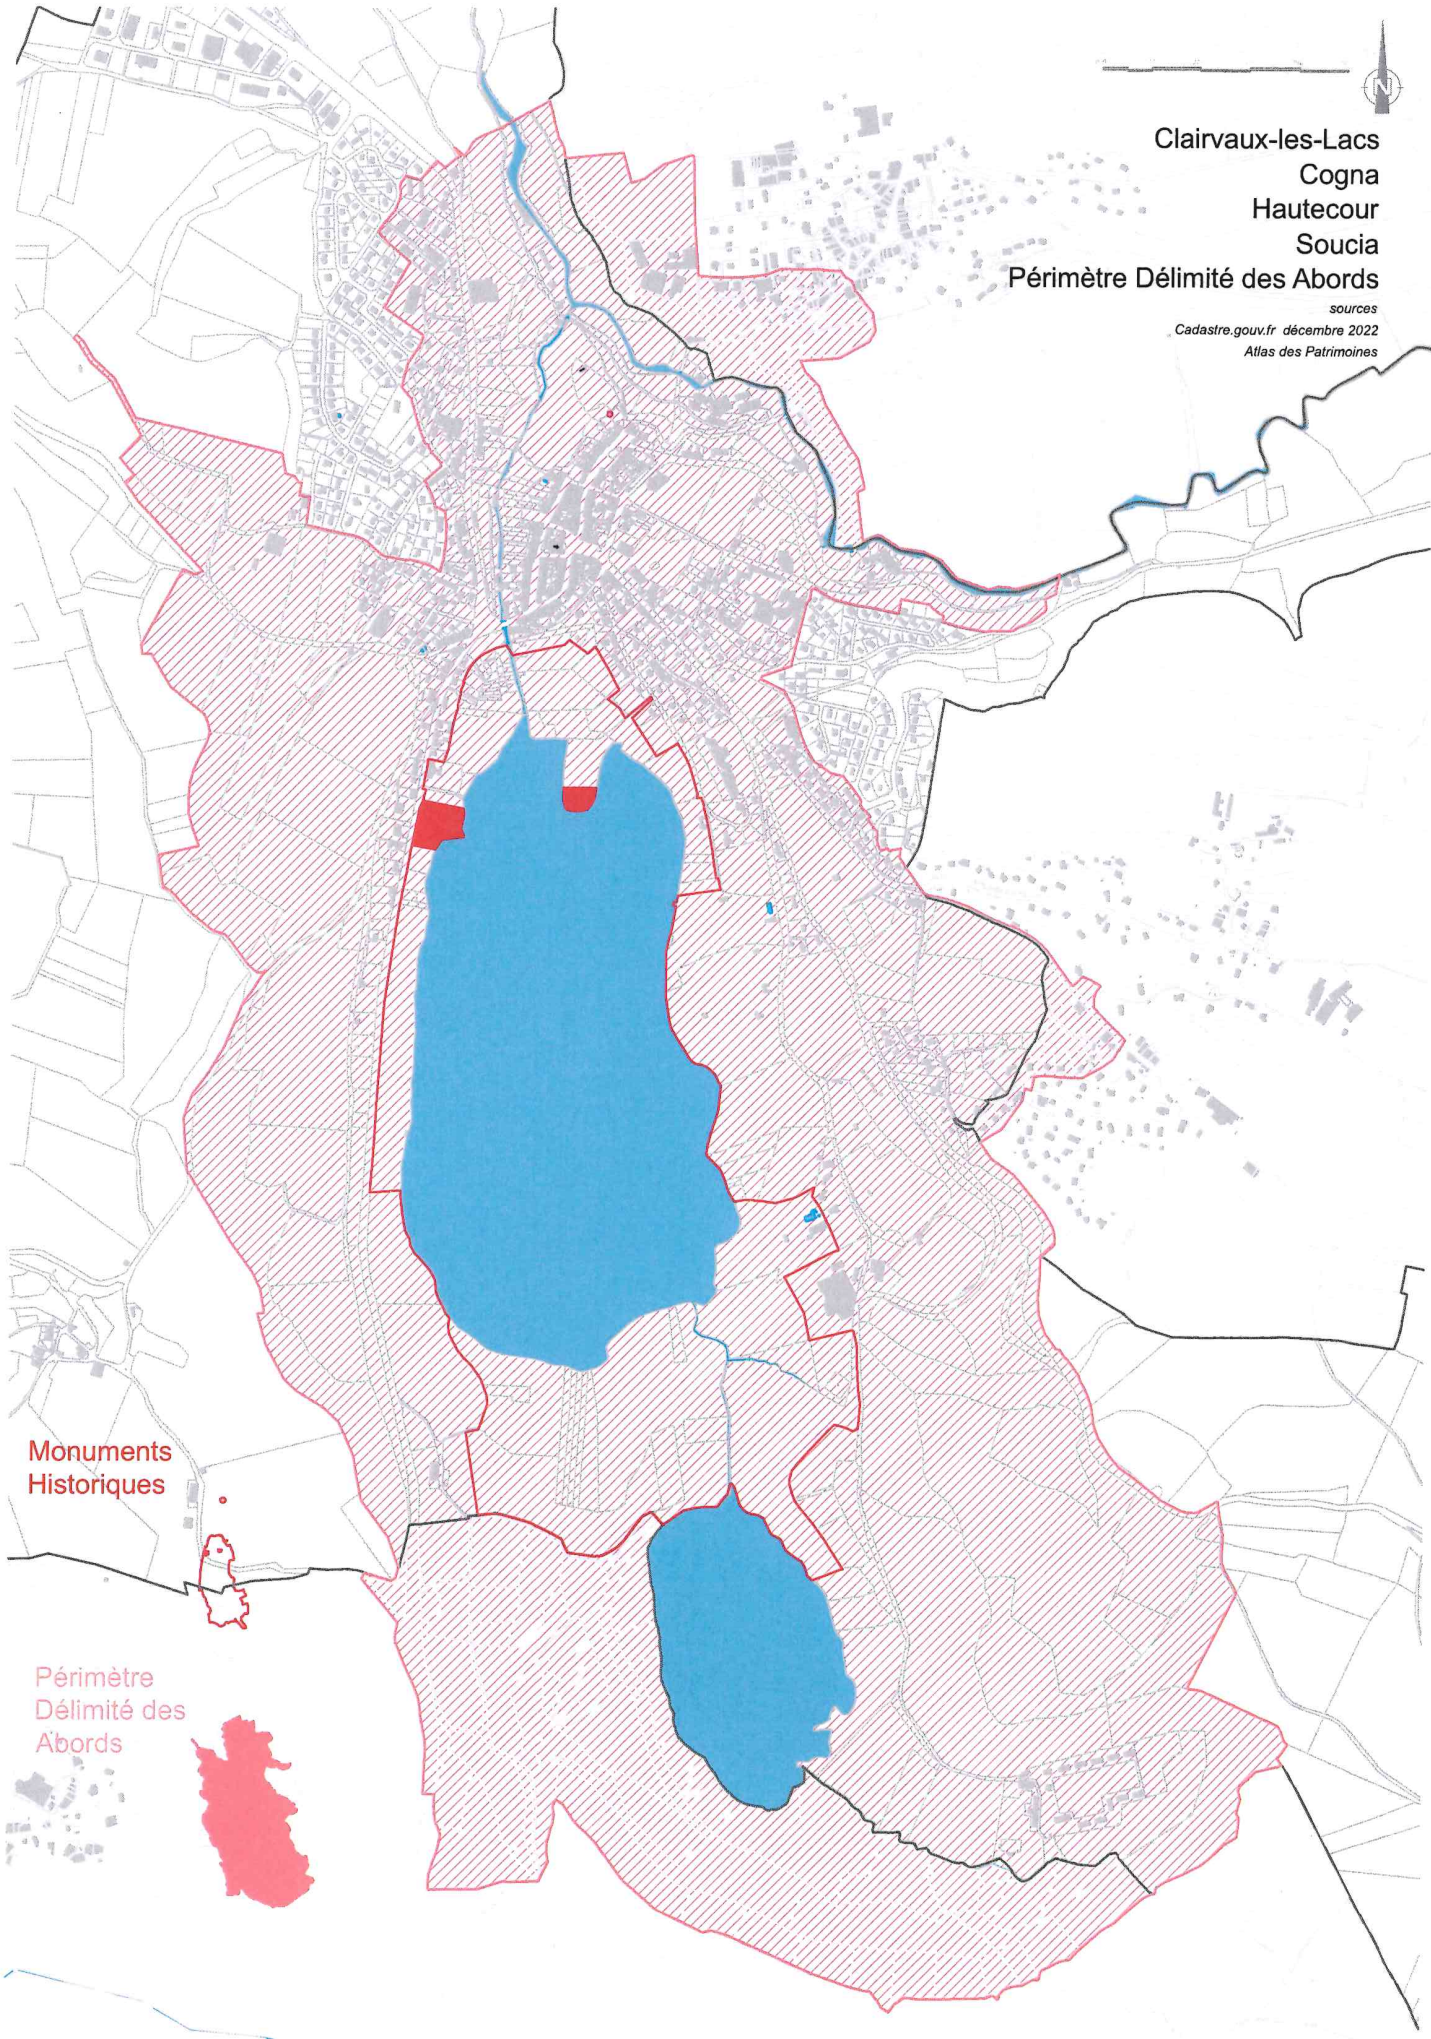 N
Clairvaux-les-Lacs
Cogna
Hautecour
Soucia
Périmètre Délimité des Abords
sources
Cadastre.gouv.fr décembre 2022
Atlas des Patrimoines
Monuments
Historiques
Périmètre
Délimité des
Abords